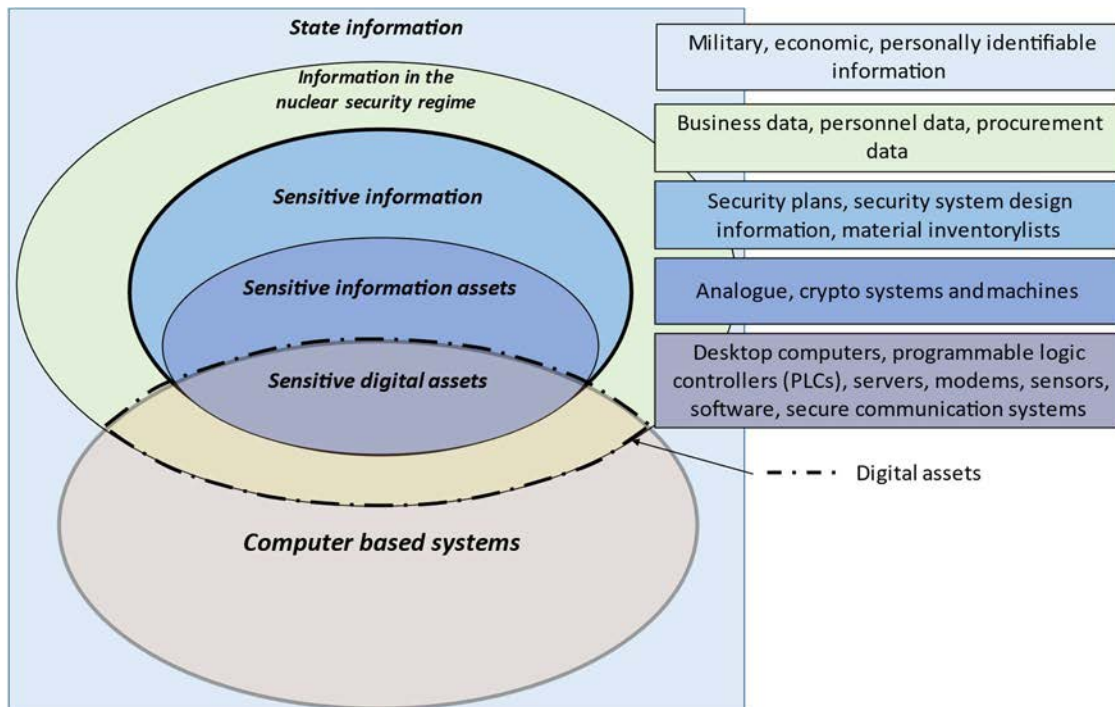 State information
Information in the
nuclear security regime
Sensitive information
Sensitive information assets
Sensitive digital assets
Computer based systems
Military, economic, personally identifiable
information
Business data, personnel data, procurement
data
Security plans, security system design
information, material inventorylists
Analogue, crypto systems and machines
Desktop computers, programmable logic
controllers (PLCs), servers, modems, sensors,
software, secure communication systems
Digital assets